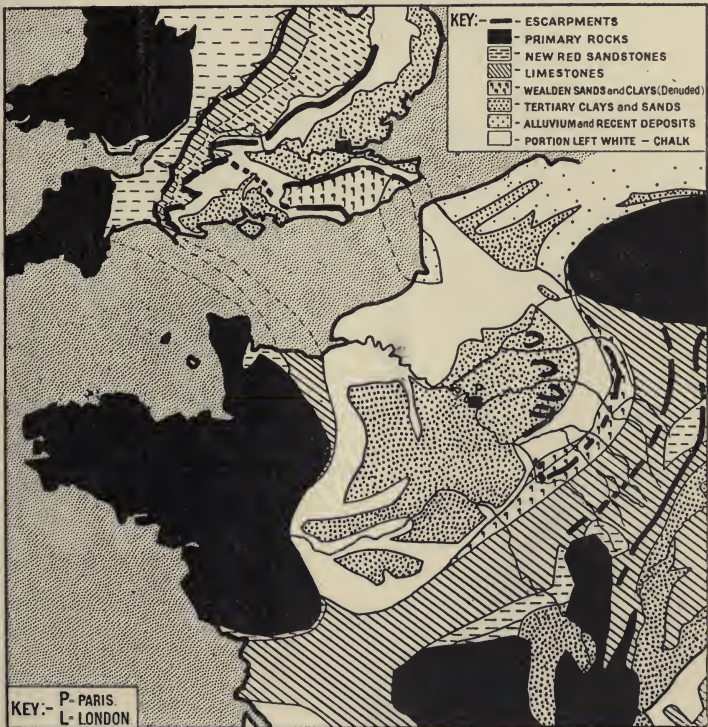 KEY:- - ESCARPMENTS
- PRIMARY ROCKS
- NEW RED SANDSTONES
- LIMESTONES
- WEALDEN SANDS and CLAYS (Denuded)
- TERTIARY CLAYS and SANDS
- ALLUVIUM and RECENT DEPOSITS
- PORTION LEFT WHITE - CHALK
L
P
KEY:- P- PARIS.
L- LONDON